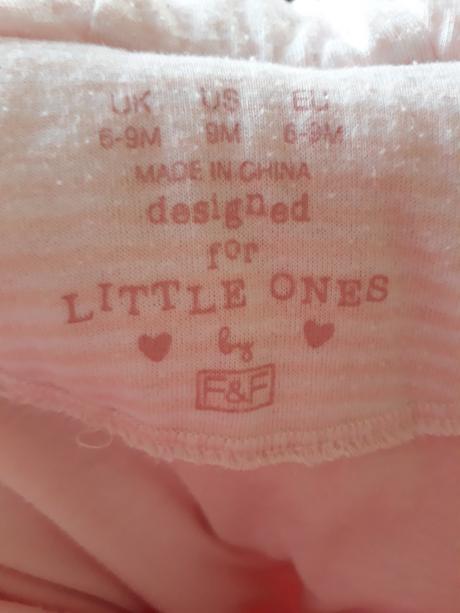 UK US EU
6-9M 9M 6-9M
MADE IN CHINA
designed
for
LITTLE ONES
by
F&F